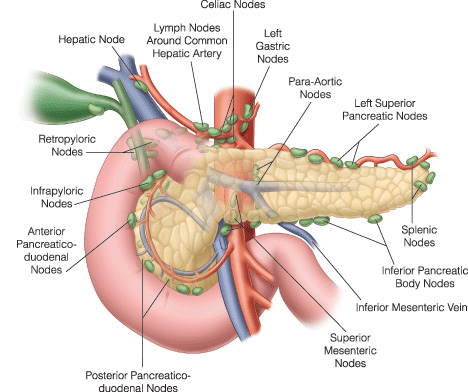 Celiac Nodes
Lymph Nodes
Around Common
Hepatic Artery
Left
Gastric
Nodes
Hepatic Node
Para-Aortic
Nodes
Left Superior
Pancreatic Nodes
Retropyloric
Nodes
Infrapyloric
Nodes
Anterior
Pancreatico-
duodenal
Nodes
Splenic
Nodes
Inferior Pancreatic
Body Nodes
Inferior Mesenteric Vein
Superior
Mesenteric
Nodes
Posterior Pancreatico-
duodenal Nodes